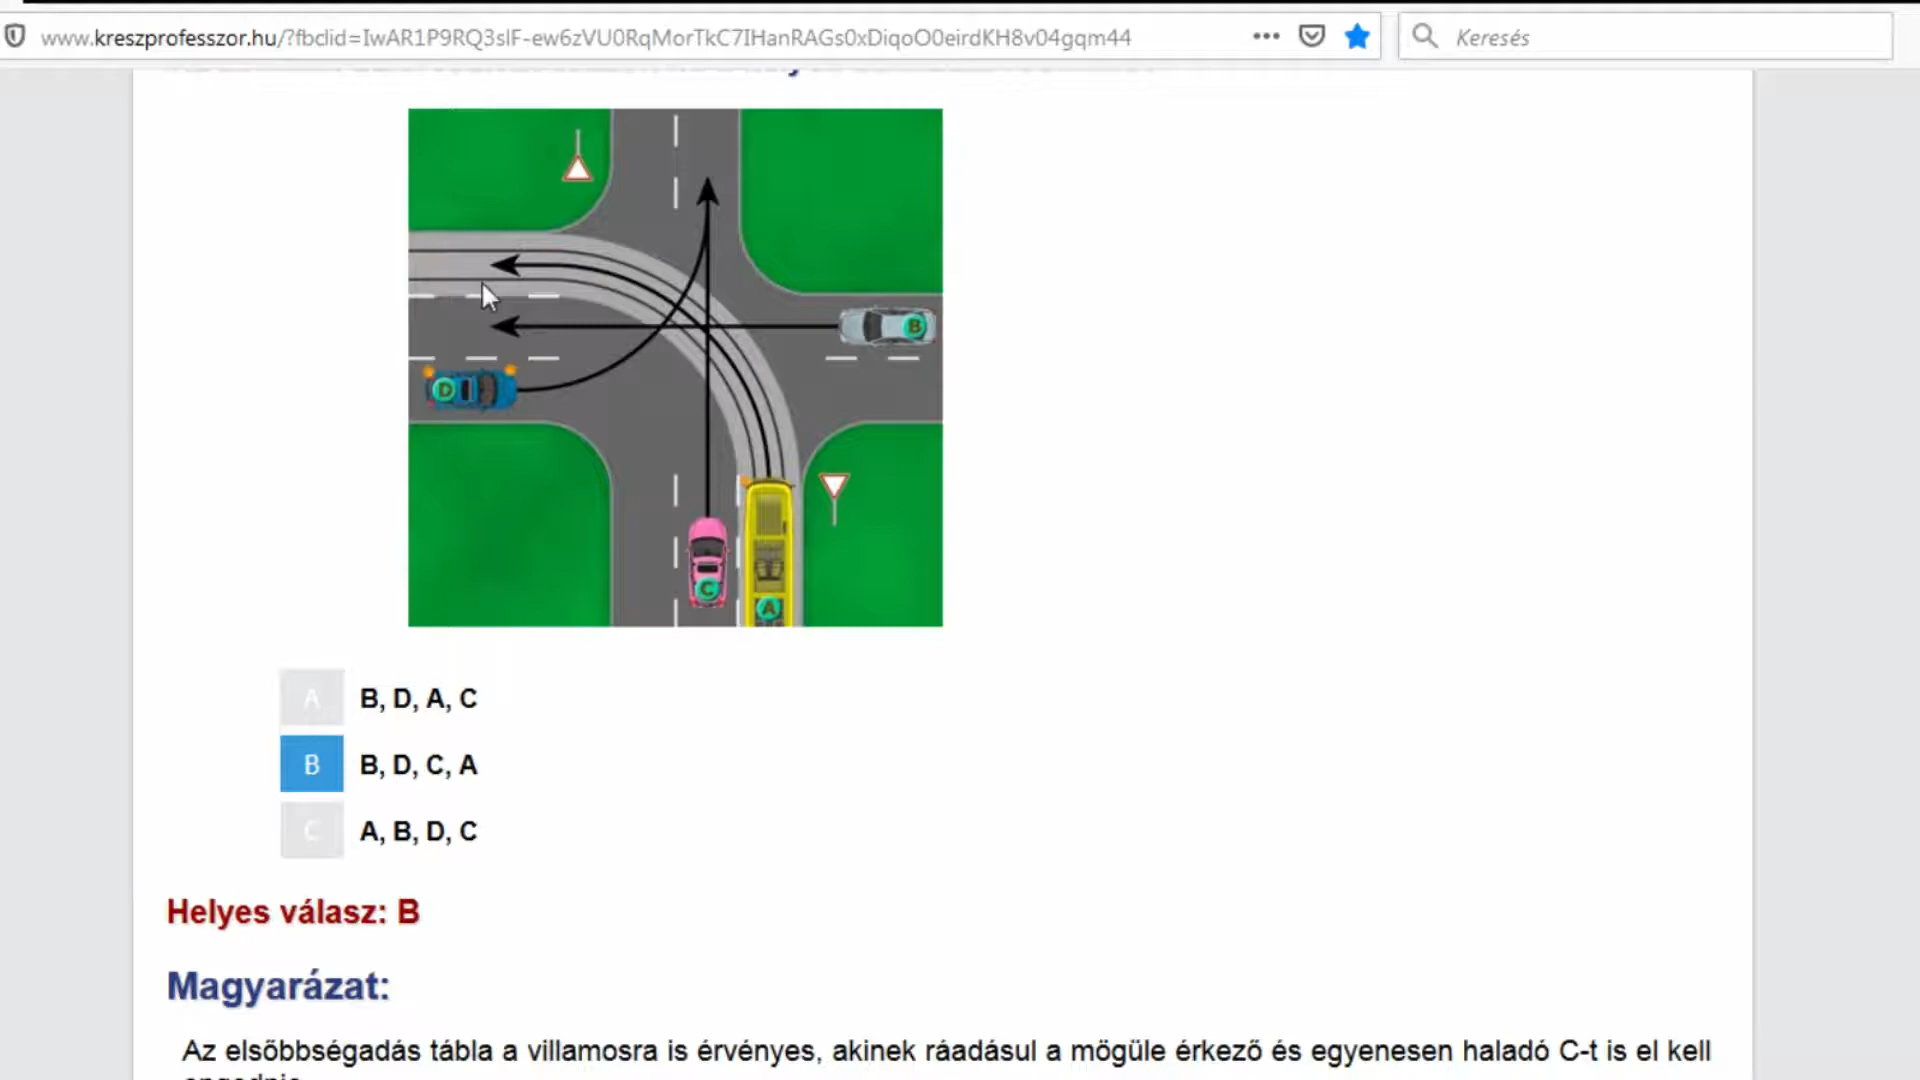 www.kreszprofesszor.hu/?fbclid=IwAR1P9RQ3slF-ew6zVU0RqMorTkC7IHanRAGs0xDiqoO0eirdKH8v04gqm44
Keresés
B
D
C
A
A B, D, A, C
B B, D, C, A
C A, B, D, C
Helyes válasz: B
Magyarázat:
Az elsőbbségadás tábla a villamosra is érvényes, akinek ráadásul a mögüle érkező és egyenesen haladó C-t is el kell